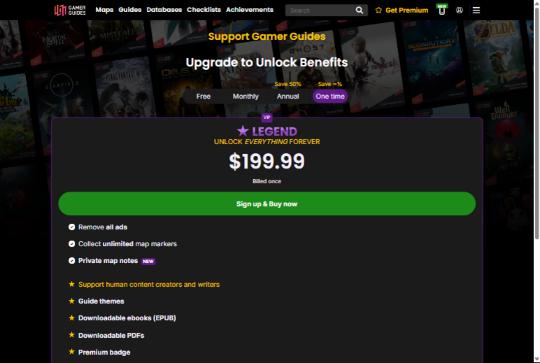 GAMER GUIDES
Maps Guides Databases Checklists Achievements Search Get Premium NEW
Support Gamer Guides
Upgrade to Unlock Benefits
Save 50% Save ∞%
Free Monthly Annual One time
VIP
LEGEND
UNLOCK EVERYTHING FOREVER
$199.99
Billed once
Sign up & Buy now
Remove all ads
Collect unlimited map markers
Private map notes NEW
Support human content creators and writers
Guide themes
Downloadable ebooks (EPUB)
Downloadable PDFs
Premium badge